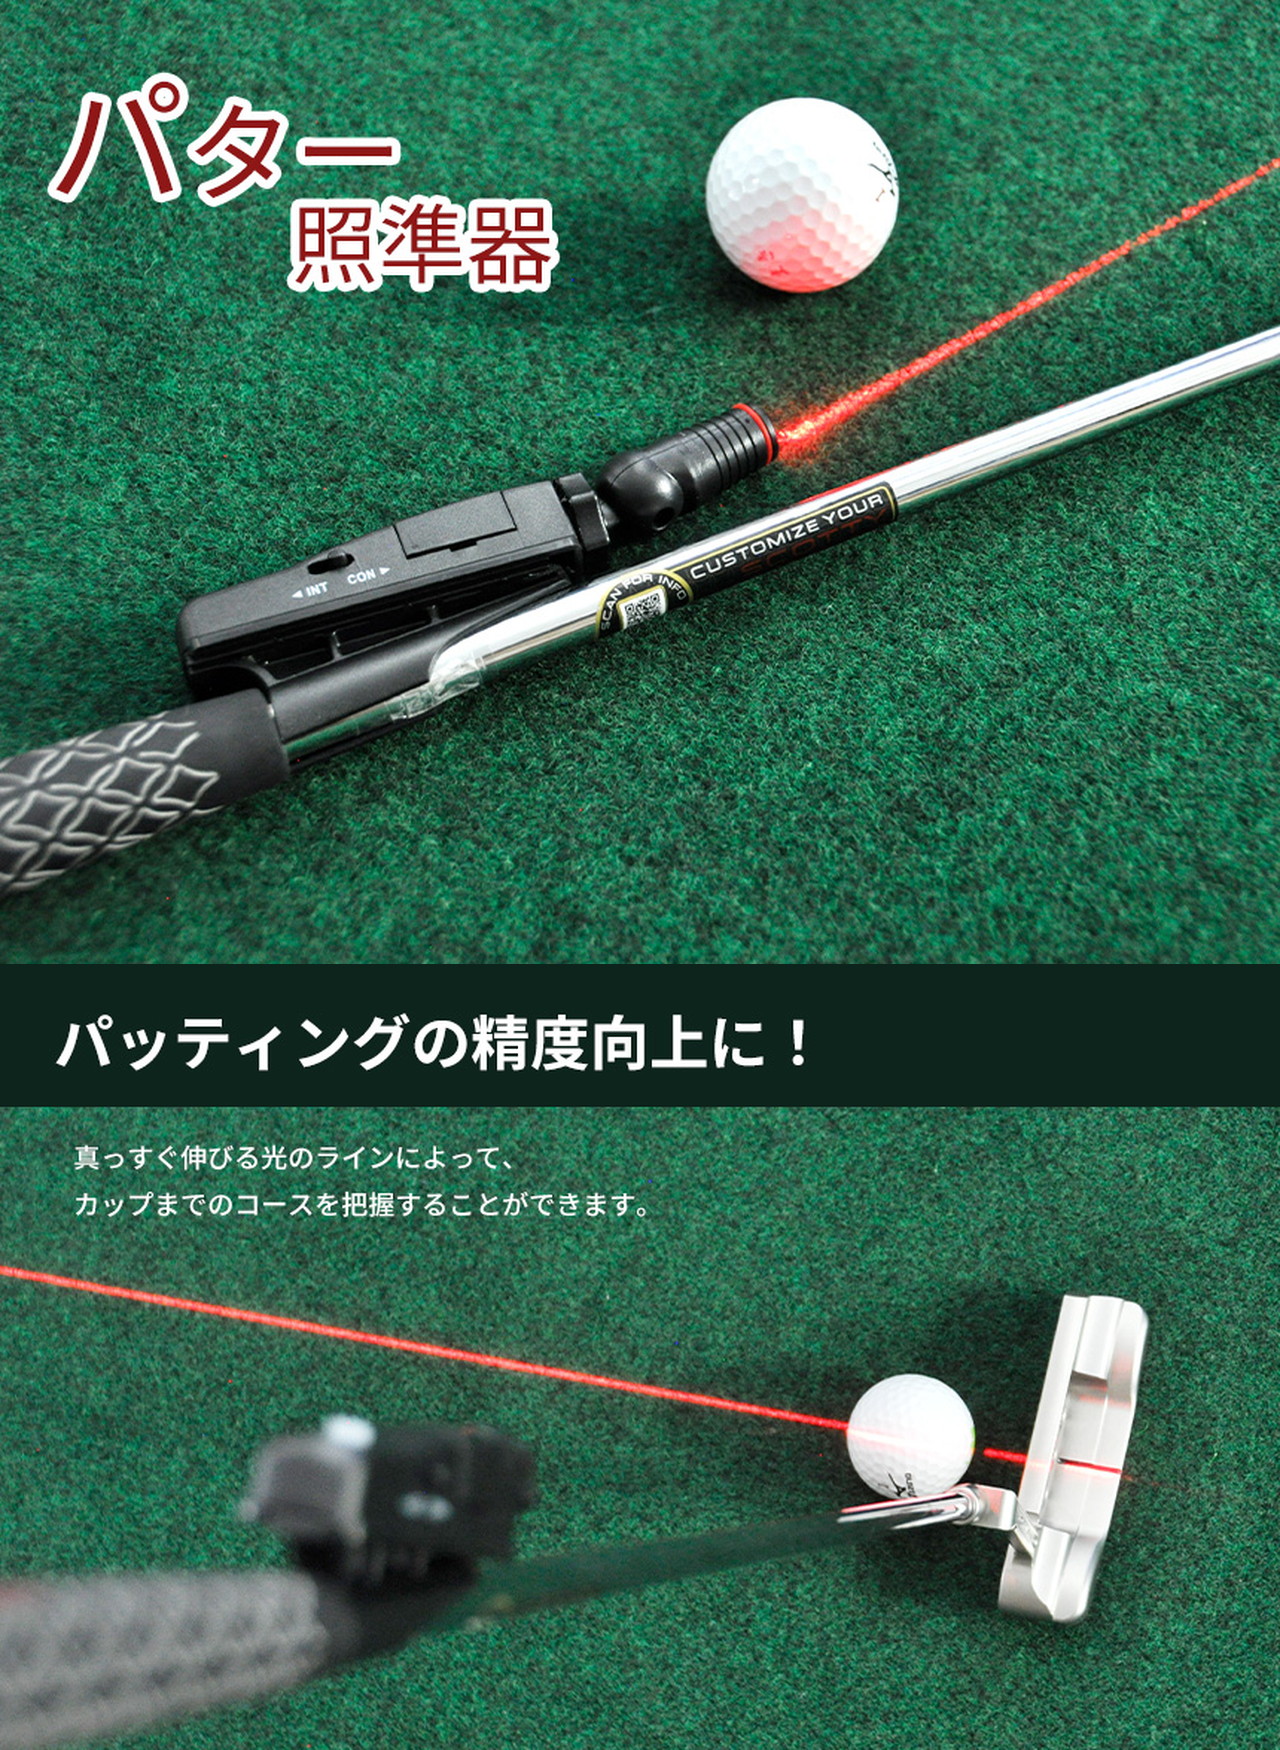 パター
照準器
CUSTOMIZE YOUR
SCOTTY
SCAN FOR INFO
◀ INT CON ▶
パッティングの精度向上に！
真っすぐ伸びる光のラインによって、
カップまでのコースを把握することができます。